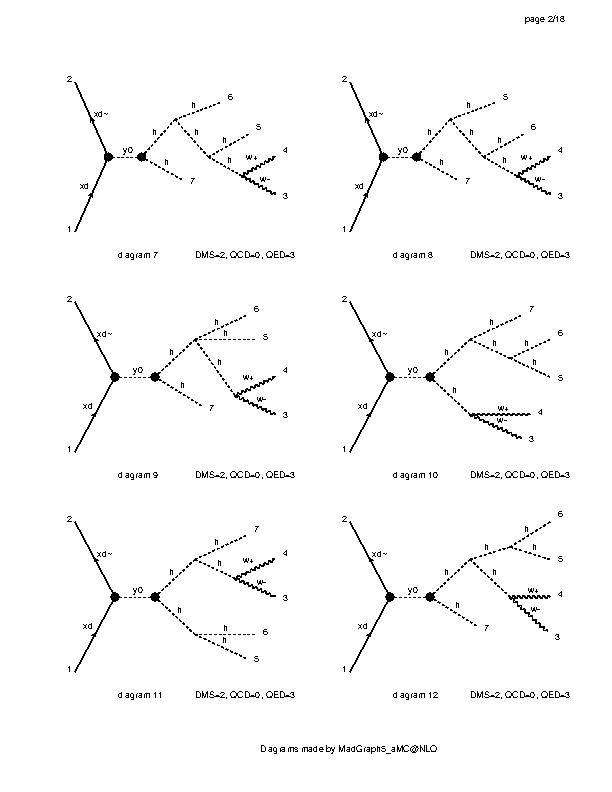 page 2/18
2
xd~
xd
1
y0
h
h
h
h
h
h
6
5
w+
w-
4
3
7
diagram 7
DMS=2, QCD=0, QED=3
2
xd~
xd
1
y0
h
h
h
h
h
h
5
6
w+
w-
4
3
7
diagram 8
DMS=2, QCD=0, QED=3
2
xd~
xd
1
y0
h
h
h
h
h
6
5
w+
w-
4
3
7
diagram 9
DMS=2, QCD=0, QED=3
2
xd~
xd
1
y0
h
h
h
h
h
h
7
6
5
w+
w-
4
3
diagram 10
DMS=2, QCD=0, QED=3
2
xd~
xd
1
y0
h
h
h
h
h
h
7
w+
w-
4
3
6
5
diagram 11
DMS=2, QCD=0, QED=3
2
xd~
xd
1
y0
h
h
h
h
h
h
6
5
w+
w-
4
3
7
diagram 12
DMS=2, QCD=0, QED=3
Diagrams made by MadGraph5_aMC@NLO